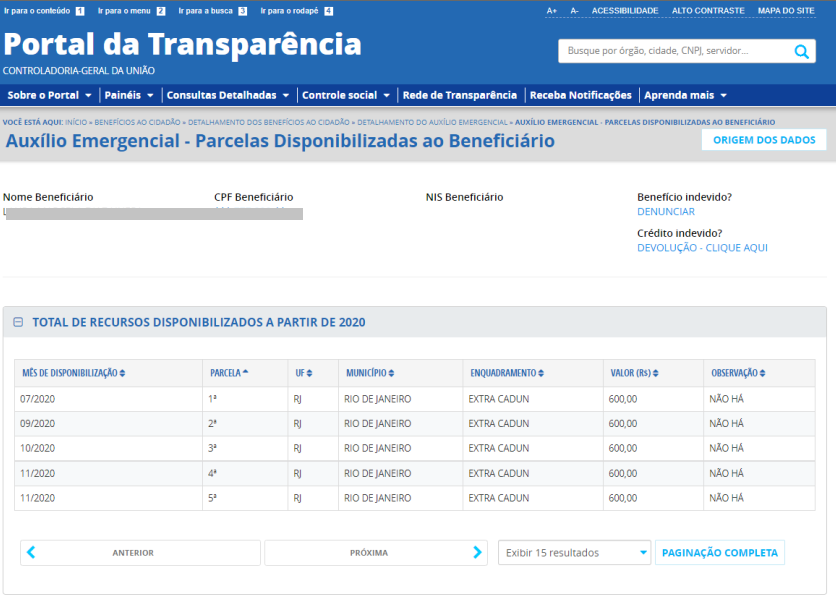 Ir para o conteúdo 1 Ir para o menu 2 Ir para a busca 3 Ir para o rodapé 4 A+ A- ACESSIBILIDADE ALTO CONTRASTE MAPA DO SITE
Portal da Transparência
Busque por órgão, cidade, CNPJ, servidor...
CONTROLADORIA-GERAL DA UNIÃO
Sobre o Portal Painéis Consultas Detalhadas Controle social Rede de Transparência Receba Notificações Aprenda mais
VOCÊ ESTÁ AQUI: INÍCIO » BENEFÍCIOS AO CIDADÃO » DETALHAMENTO DOS BENEFÍCIOS AO CIDADÃO » DETALHAMENTO DO AUXÍLIO EMERGENCIAL » AUXÍLIO EMERGENCIAL - PARCELAS DISPONIBILIZADAS AO BENEFICIÁRIO
Auxílio Emergencial - Parcelas Disponibilizadas ao Beneficiário ORIGEM DOS DADOS
Nome Beneficiário CPF Beneficiário NIS Beneficiário Benefício indevido?
DENUNCIAR
Crédito indevido?
DEVOLUÇÃO - CLIQUE AQUI
TOTAL DE RECURSOS DISPONIBILIZADOS A PARTIR DE 2020
MÊS DE DISPONIBILIZAÇÃO PARCELA UF MUNICÍPIO ENQUADRAMENTO VALOR (R$) OBSERVAÇÃO
07/2020 1ª RJ RIO DE JANEIRO EXTRA CADUN 600,00 NÃO HÁ
09/2020 2ª RJ RIO DE JANEIRO EXTRA CADUN 600,00 NÃO HÁ
10/2020 3ª RJ RIO DE JANEIRO EXTRA CADUN 600,00 NÃO HÁ
11/2020 4ª RJ RIO DE JANEIRO EXTRA CADUN 600,00 NÃO HÁ
11/2020 5ª RJ RIO DE JANEIRO EXTRA CADUN 600,00 NÃO HÁ
ANTERIOR PRÓXIMA Exibir 15 resultados PAGINAÇÃO COMPLETA